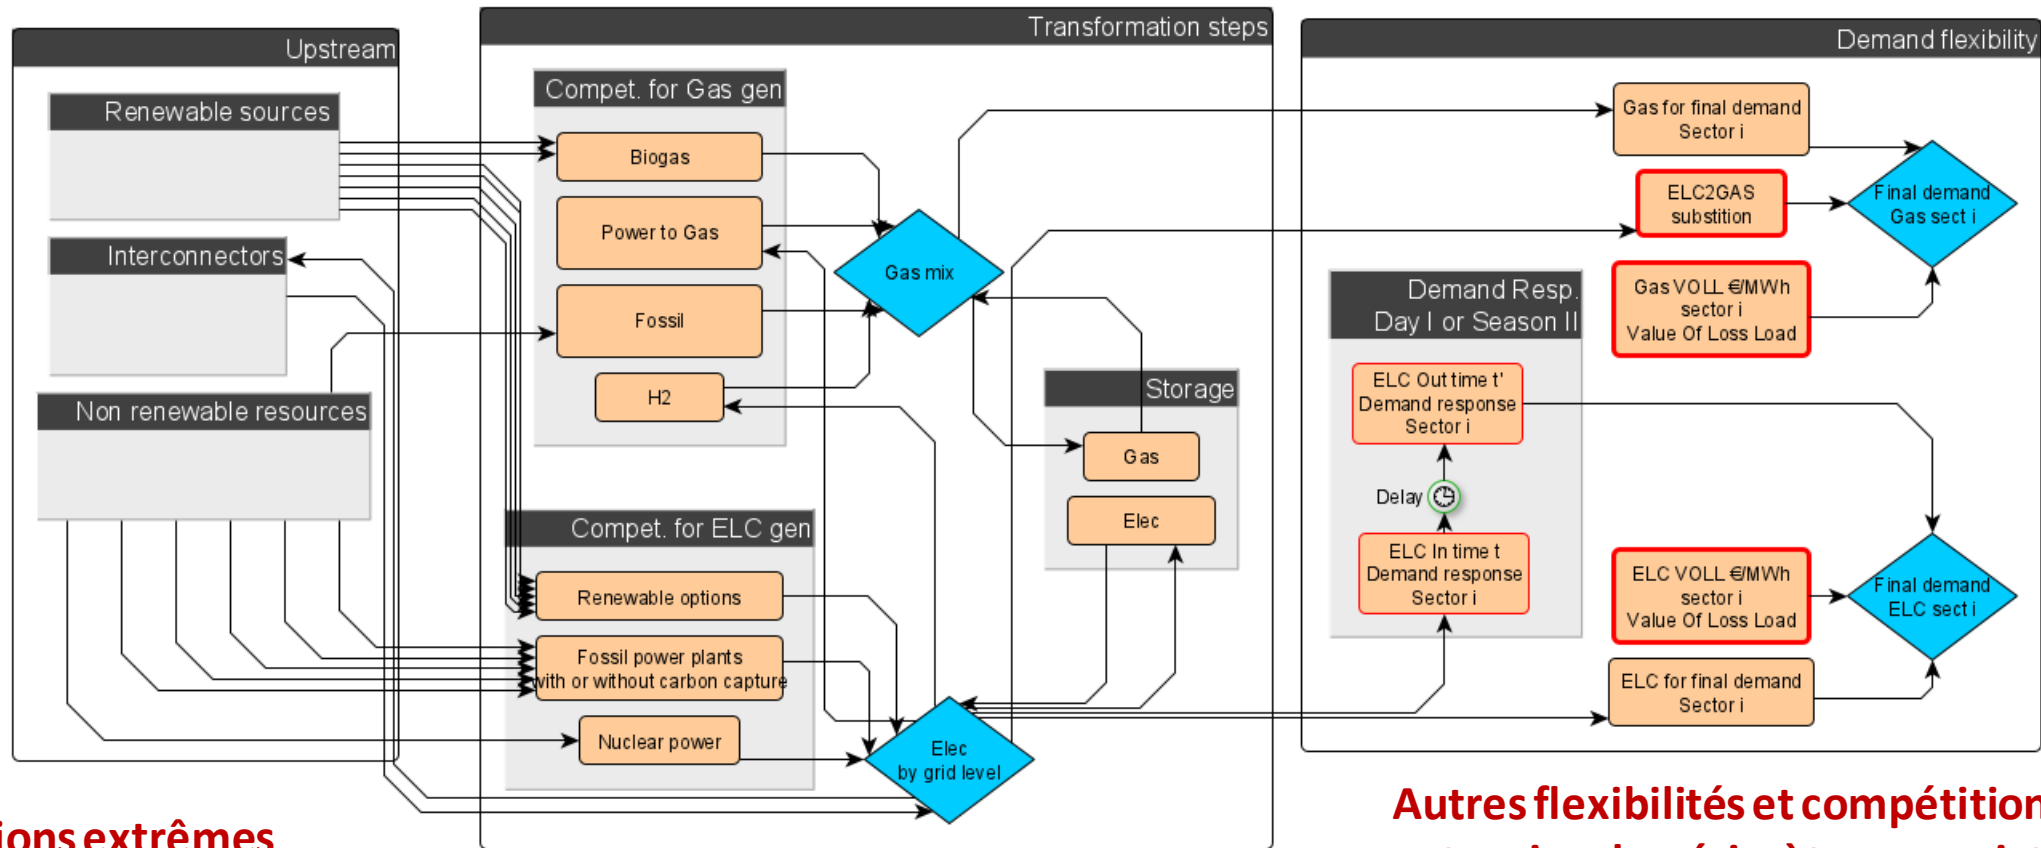 Upstream
Renewable sources
Interconnectors
Non renewable resources
Transformation steps
Compet. for Gas gen
Biogas
Power to Gas
Fossil
H2
Gas mix
Storage
Gas
Elec
Compet. for ELC gen
Renewable options
Fossil power plants
with or without carbon capture
Nuclear power
Elec
by grid level
Demand flexibility
Gas for final demand
Sector i
ELC2GAS
substition
Gas VOLL €/MWh
sector i
Value Of Loss Load
Final demand
Gas sect i
Demand Resp.
Day I or Season II
ELC Out time t'
Demand response
Sector i
Delay
ELC In time t
Demand response
Sector i
ELC VOLL €/MWh
sector i
Value Of Loss Load
Final demand
ELC sect i
ELC for final demand
Sector i
ions extrêmes
Autres flexibilités et compétition